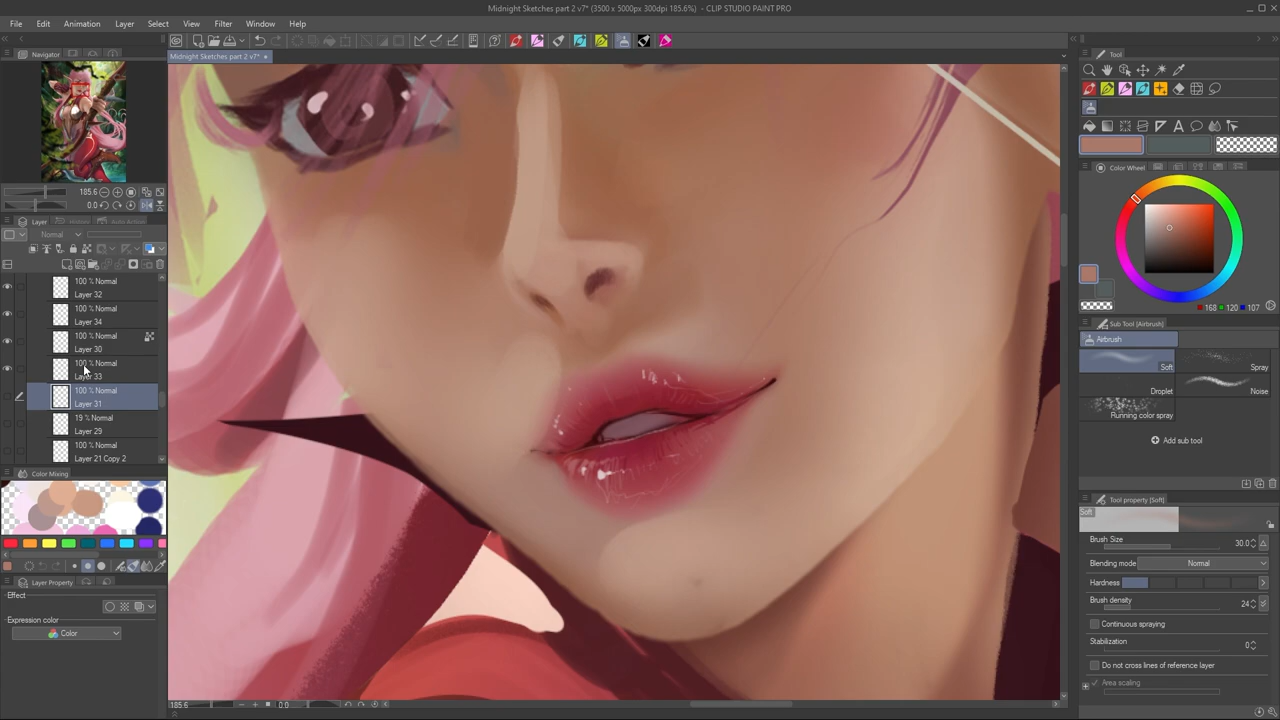 Midnight Sketches part 2 v7* (3500 x 5000px 300dpi 185.6%) - CLIP STUDIO PAINT PRO
File Edit Animation Layer Select View Filter Window Help
Navigator
Midnight Sketches part 2 v7*
Tool
185.6
0.0
Layer
Normal
100 % Normal
Layer 32
100 % Normal
Layer 34
100 % Normal
Layer 30
100 % Normal
Layer 33
100 % Normal
Layer 31
19 % Normal
Layer 29
100 % Normal
Layer 21 Copy 2
Color Mixing
Layer Property
Effect
Expression color
Color
185.6
0.0
Color Wheel
168 120 107
Sub Tool [Airbrush]
Airbrush
Soft
Spray
Droplet
Noise
Running color spray
Add sub tool
Tool property [Soft]
Soft
Brush Size 30.0
Blending mode Normal
Hardness
Brush density 24
Continuous spraying
Stabilization 0
Do not cross lines of reference layer
Area scaling